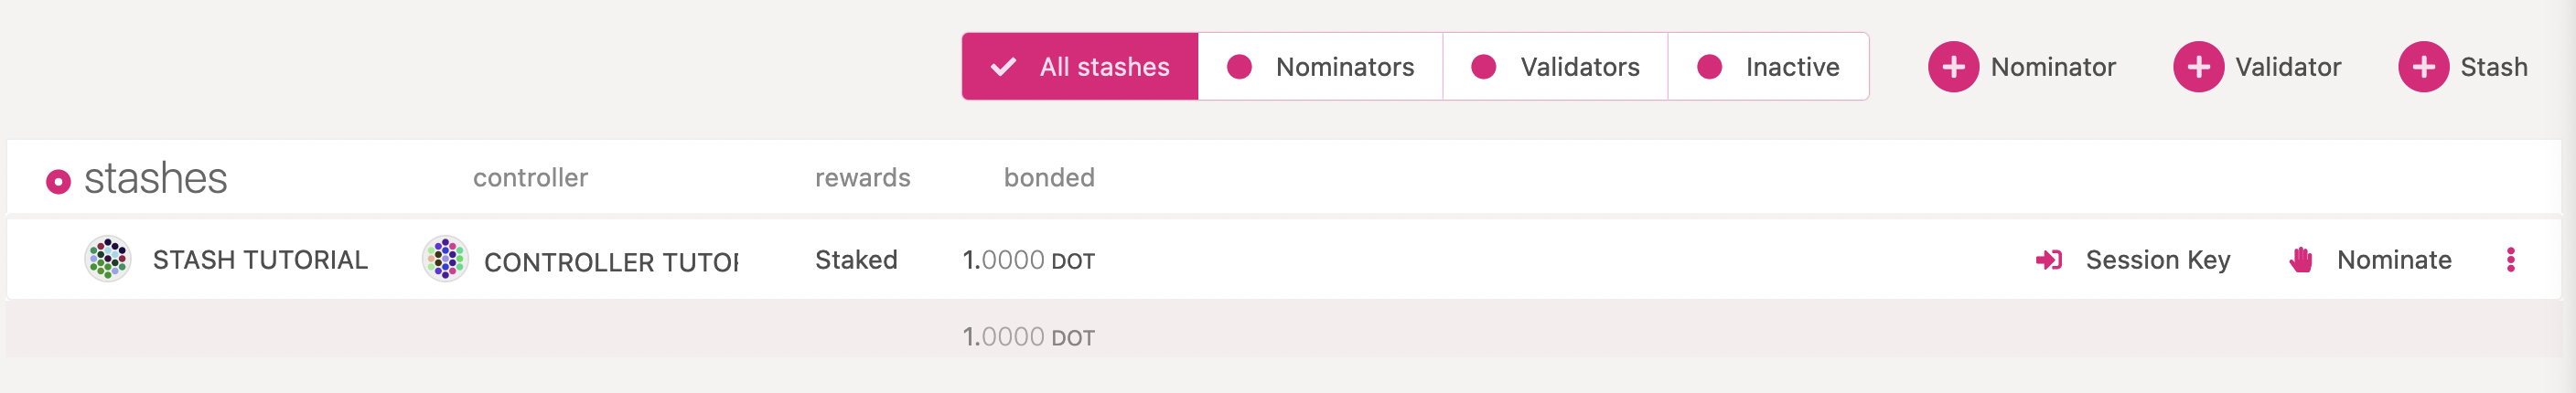 All stashes Nominators Validators Inactive Nominator Validator Stash
stashes controller rewards bonded
STASH TUTORIAL CONTROLLER TUTO Staked 1.0000 DOT Session Key Nominate
1.0000 DOT